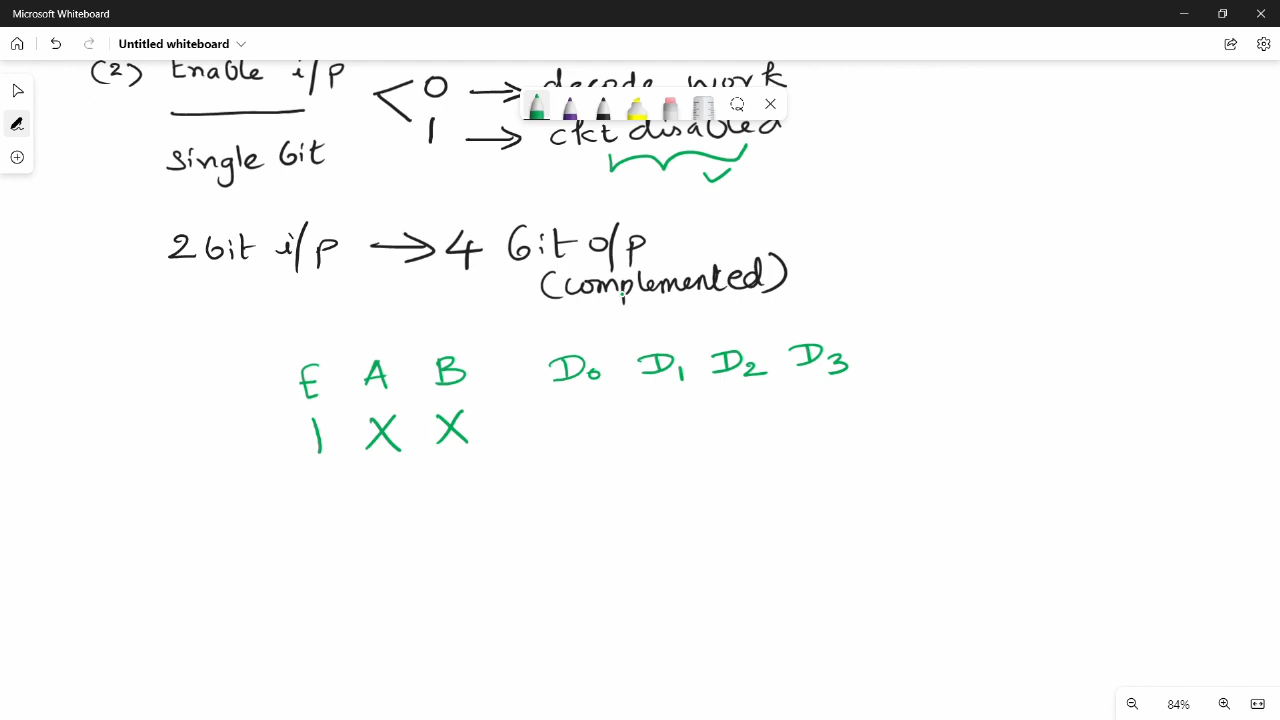 Microsoft Whiteboard
Untitled whiteboard
(2) Enable i/p < 0 → decode work
1 → ckt disabled
single bit
2 bit i/p → 4 bit o/p
(complemented)
E A B D0 D1 D2 D3
1 X X
84%